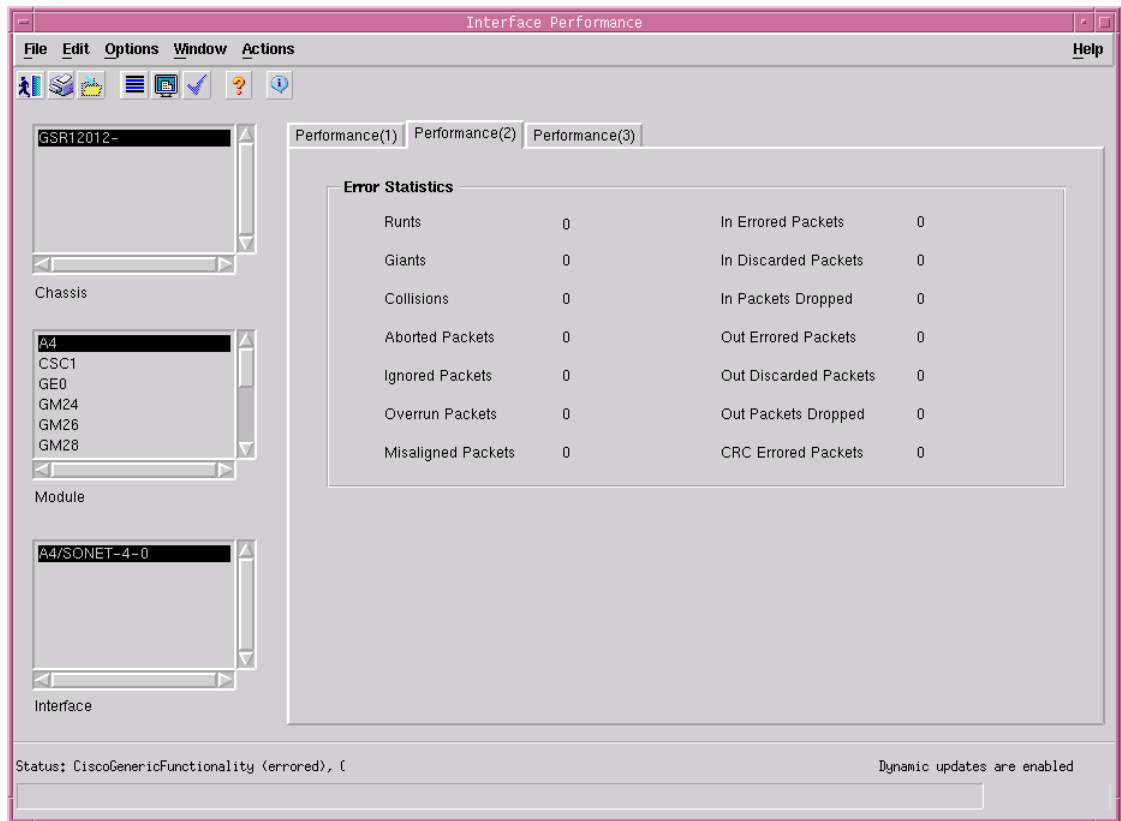 Interface Performance
File Edit Options Window Actions Help
GSR12012-
Chassis
A4
CSC1
GE0
GM24
GM26
GM28
Module
A4/SONET-4-0
Interface
Performance(1) Performance(2) Performance(3)
Error Statistics
Runts 0 In Errored Packets 0
Giants 0 In Discarded Packets 0
Collisions 0 In Packets Dropped 0
Aborted Packets 0 Out Errored Packets 0
Ignored Packets 0 Out Discarded Packets 0
Overrun Packets 0 Out Packets Dropped 0
Misaligned Packets 0 CRC Errored Packets 0
Status: CiscoGenericFunctionality (errored), ( Dynamic updates are enabled